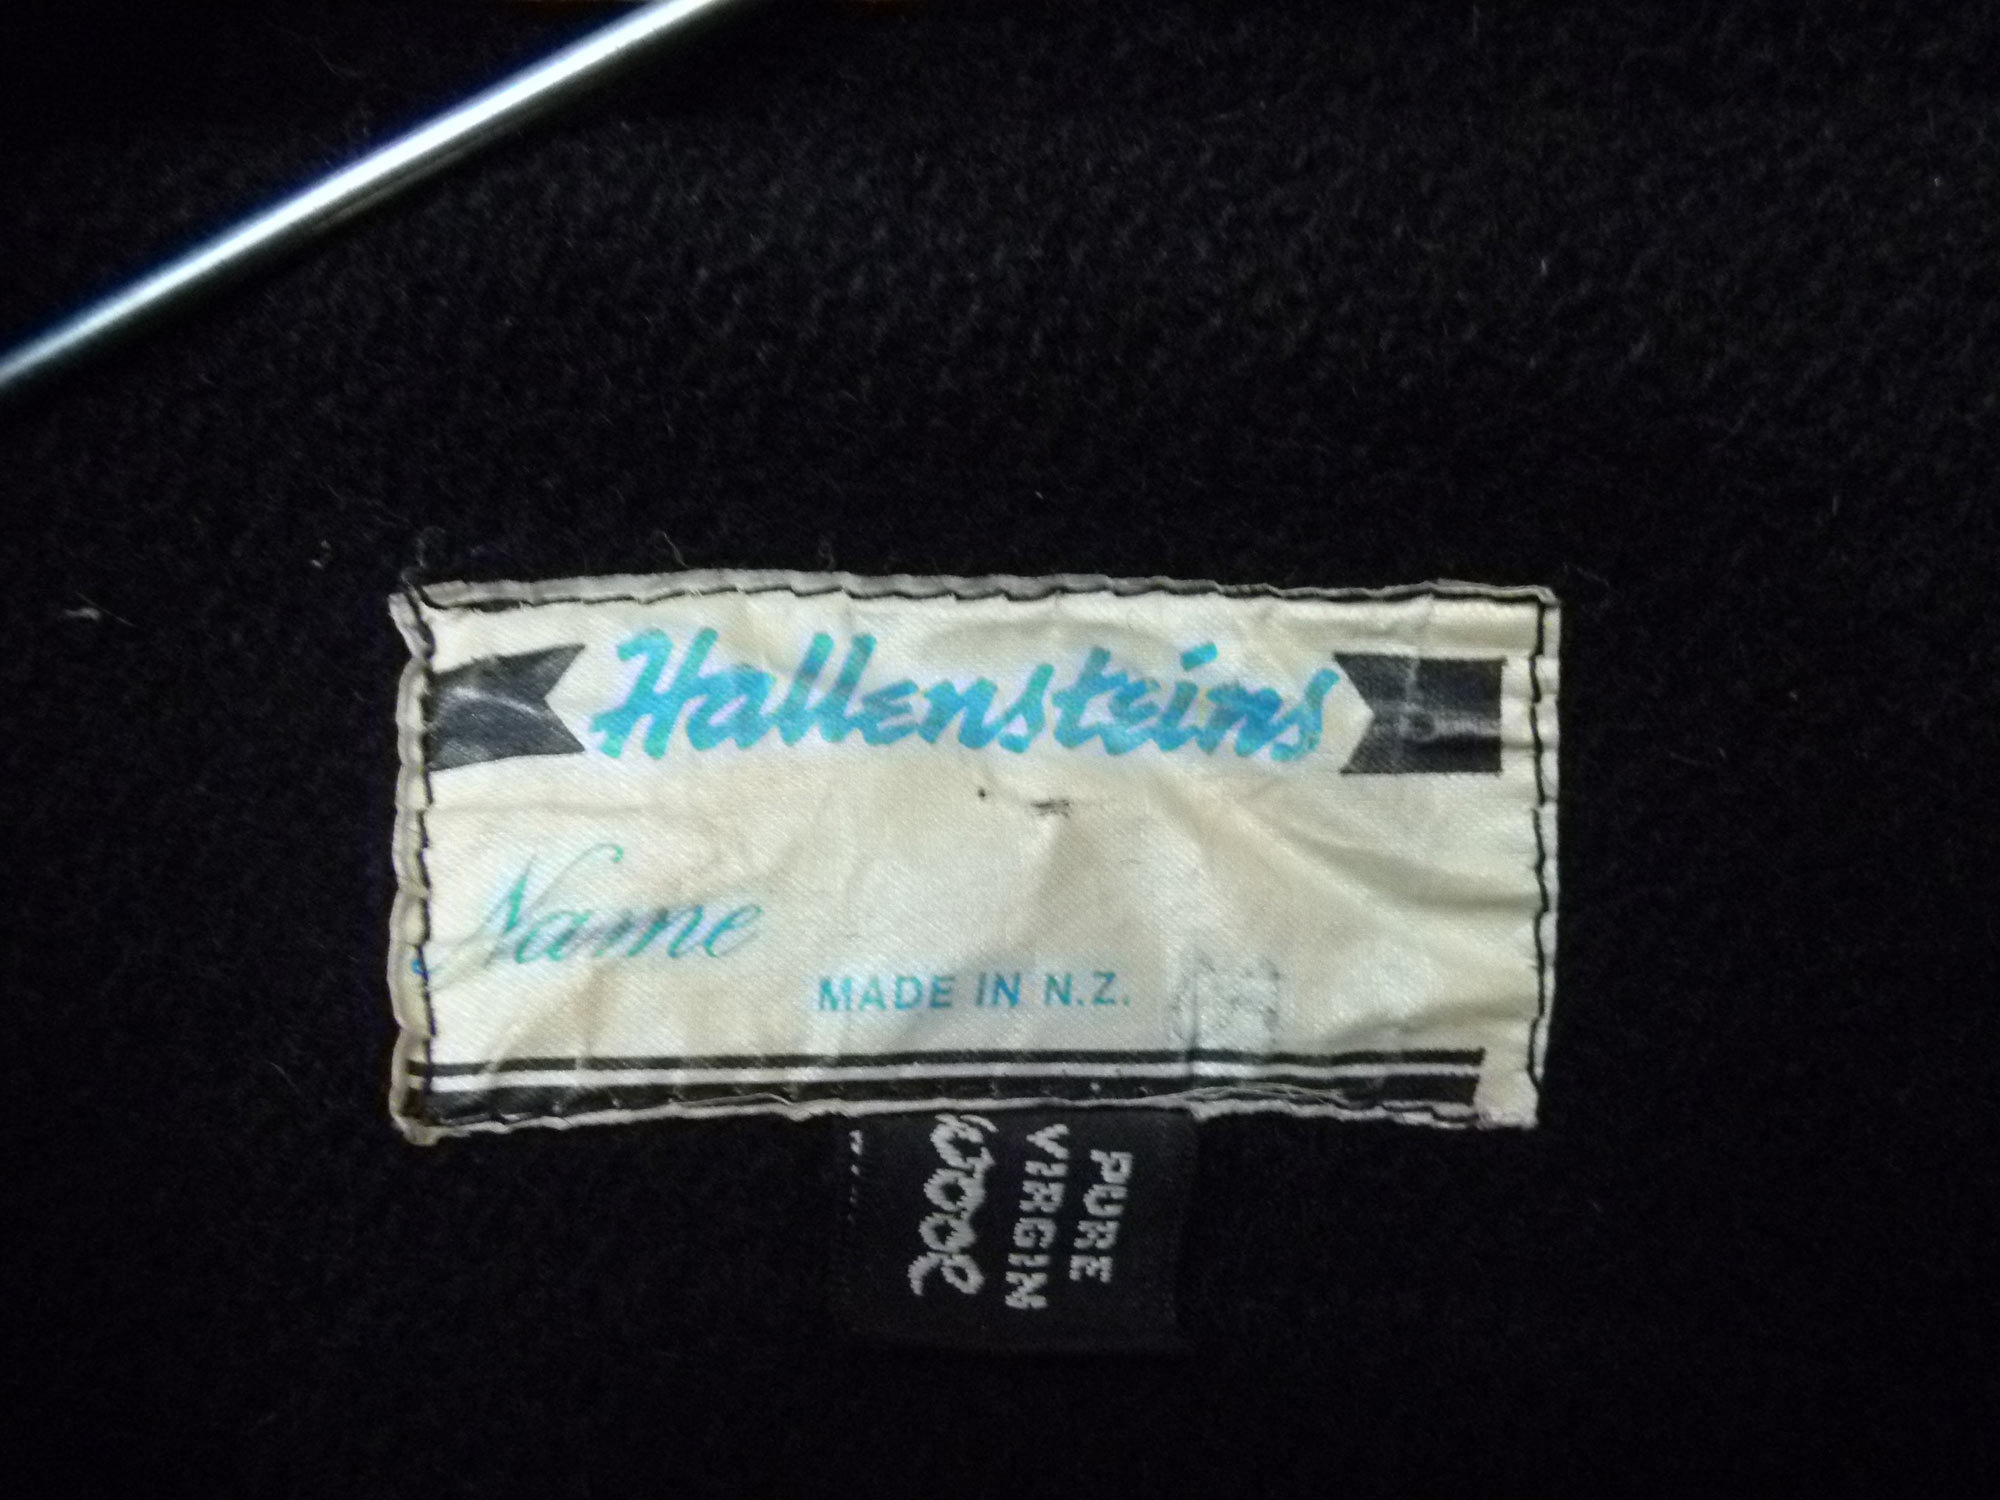 Hallensteins
Name
MADE IN N.Z.
PURE
VIRGIN
WOOL